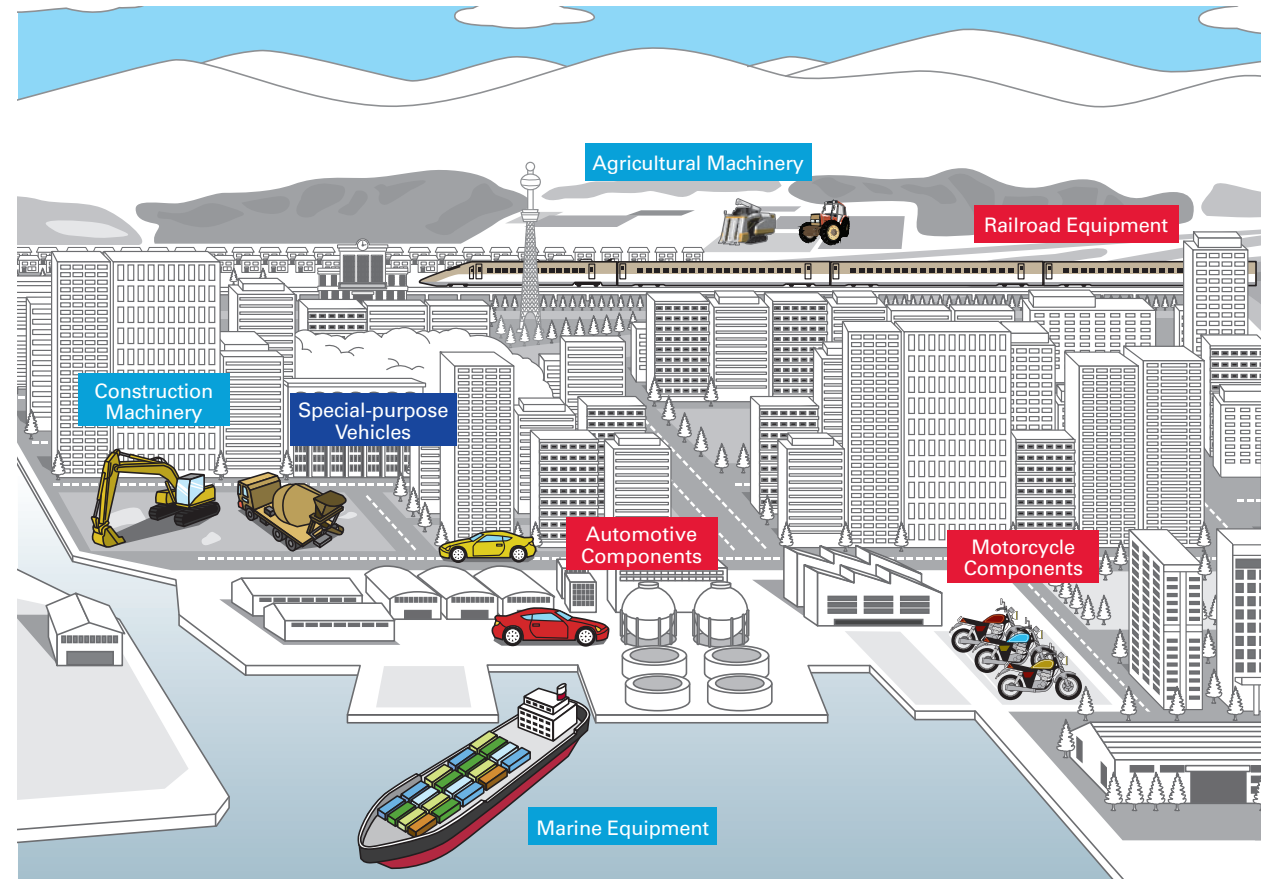 Agricultural Machinery
Railroad Equipment
Construction
Machinery
Special-purpose
Vehicles
Automotive
Components
Motorcycle
Components
Marine Equipment